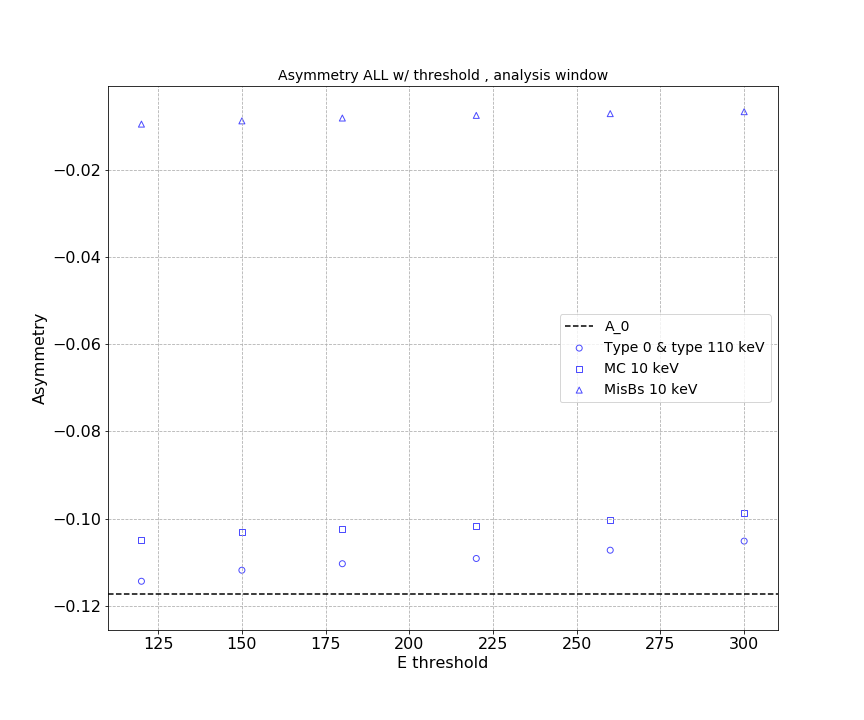 Asymmetry ALL w/ threshold , analysis window
−0.02
−0.04
−0.06
−0.08
−0.10
−0.12
Asymmetry
A_0
Type 0 & type 110 keV
MC 10 keV
MisBs 10 keV
125 150 175 200 225 250 275 300
E threshold